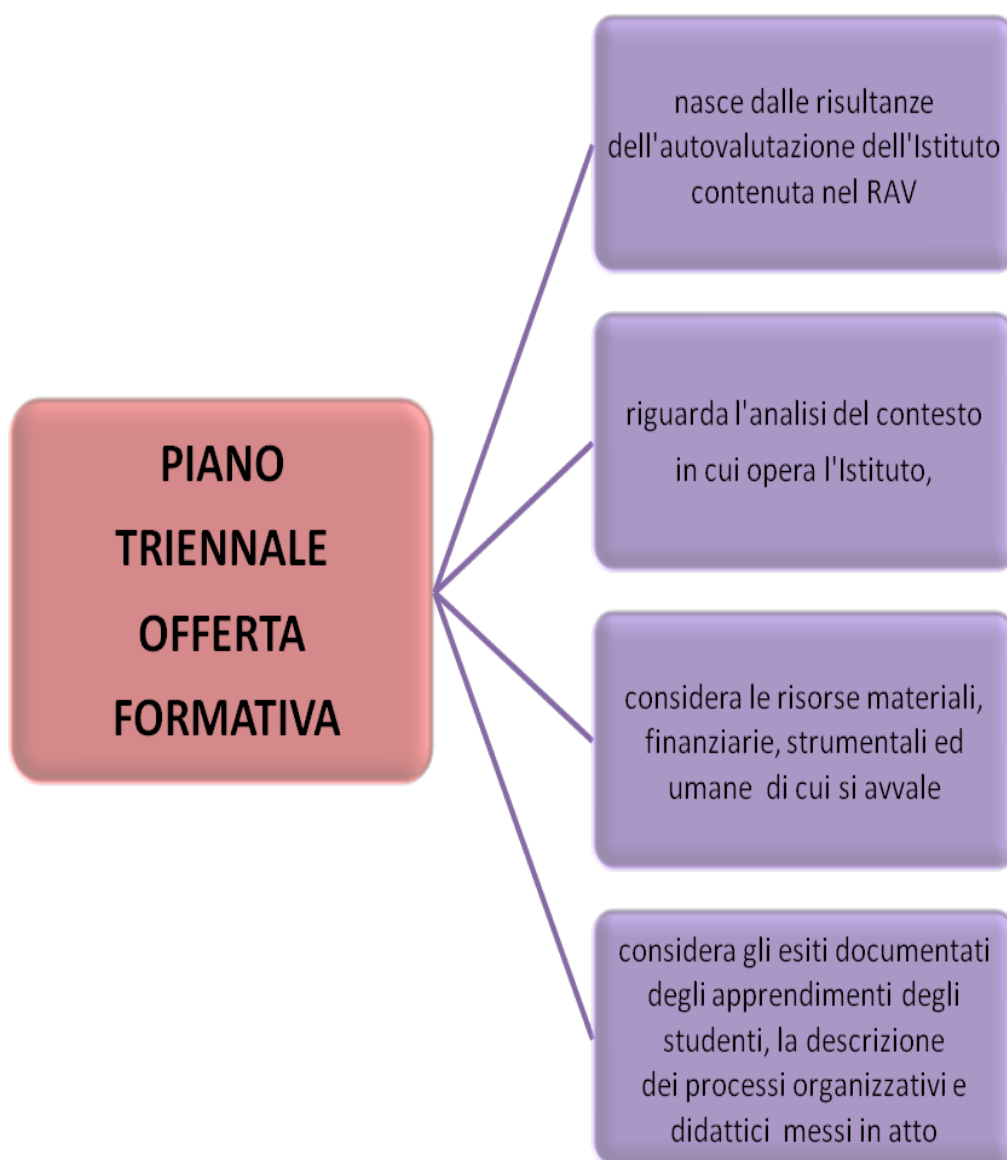 PIANO
TRIENNALE
OFFERTA
FORMATIVA
nasce dalle risultanze
dell'autovalutazione dell'Istituto
contenuta nel RAV
riguarda l'analisi del contesto
in cui opera l'Istituto,
considera le risorse materiali,
finanziarie, strumentali ed
umane di cui si avvale
considera gli esiti documentati
degli apprendimenti degli
studenti, la descrizione
dei processi organizzativi e
didattici messi in atto